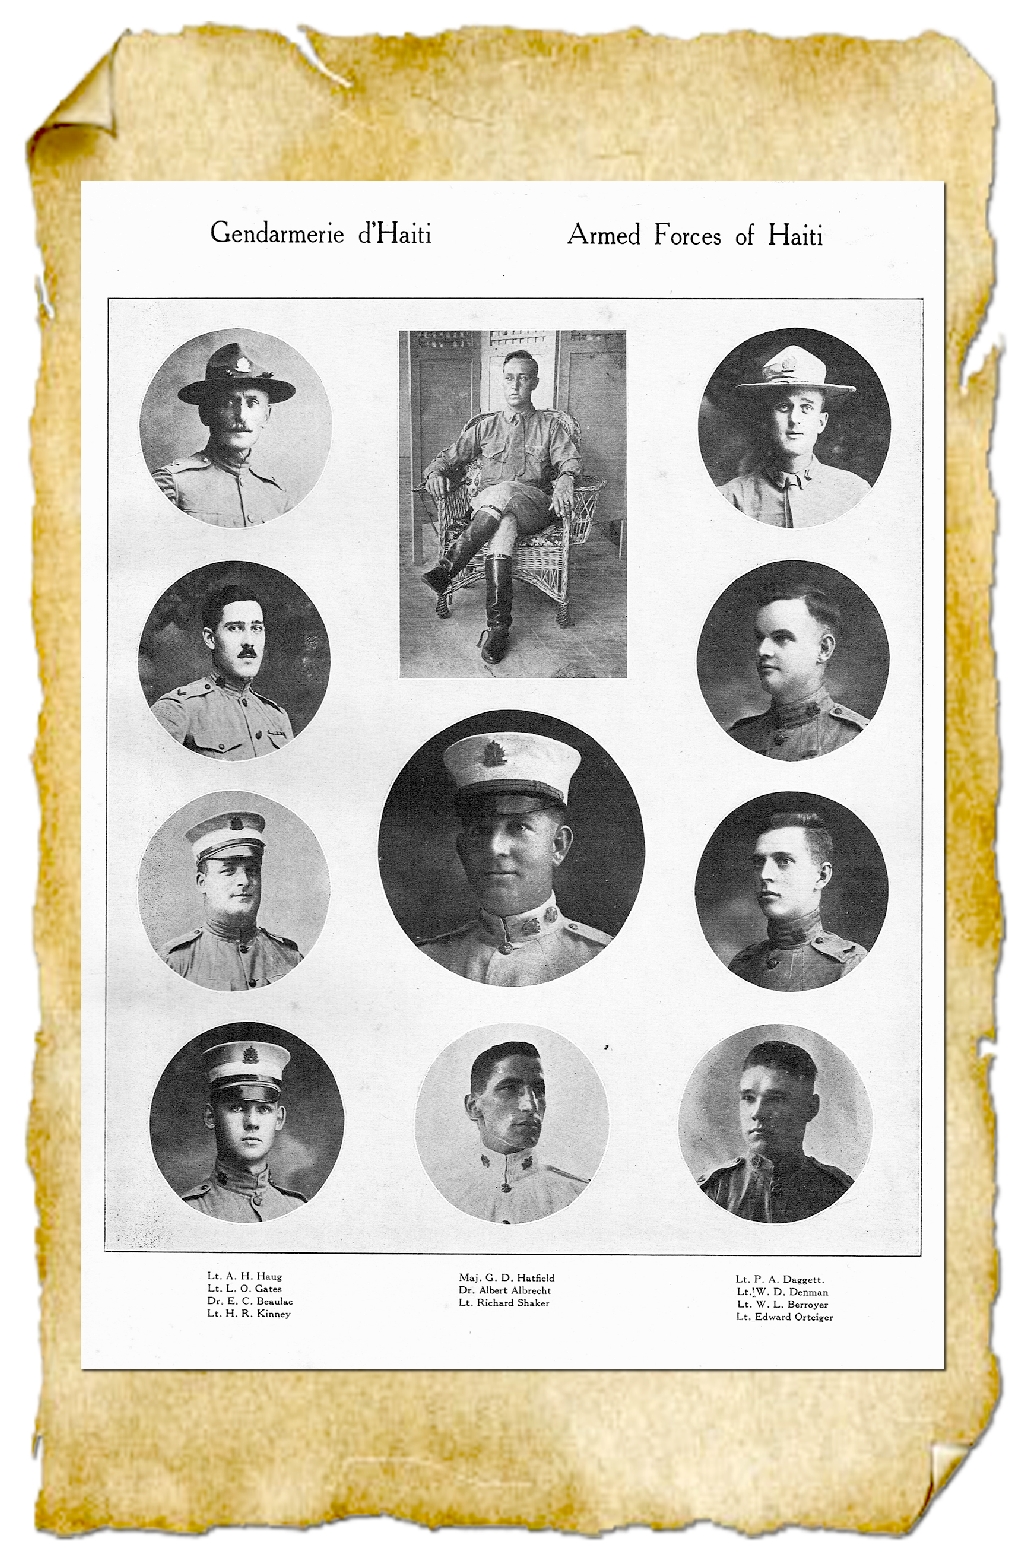 Gendarmerie d'Haiti
Armed Forces of Haiti
Lt. A. H. Haug
Lt. L. O. Gates
Dr. E. C. Beaulac
Lt. H. R. Kinney
Maj. G. D. Hatfield
Dr. Albert Albrecht
Lt. Richard Shaker
Lt. P. A. Daggett.
Lt. W. D. Denman
Lt. W. L. Berroyer
Lt. Edward Orteiger